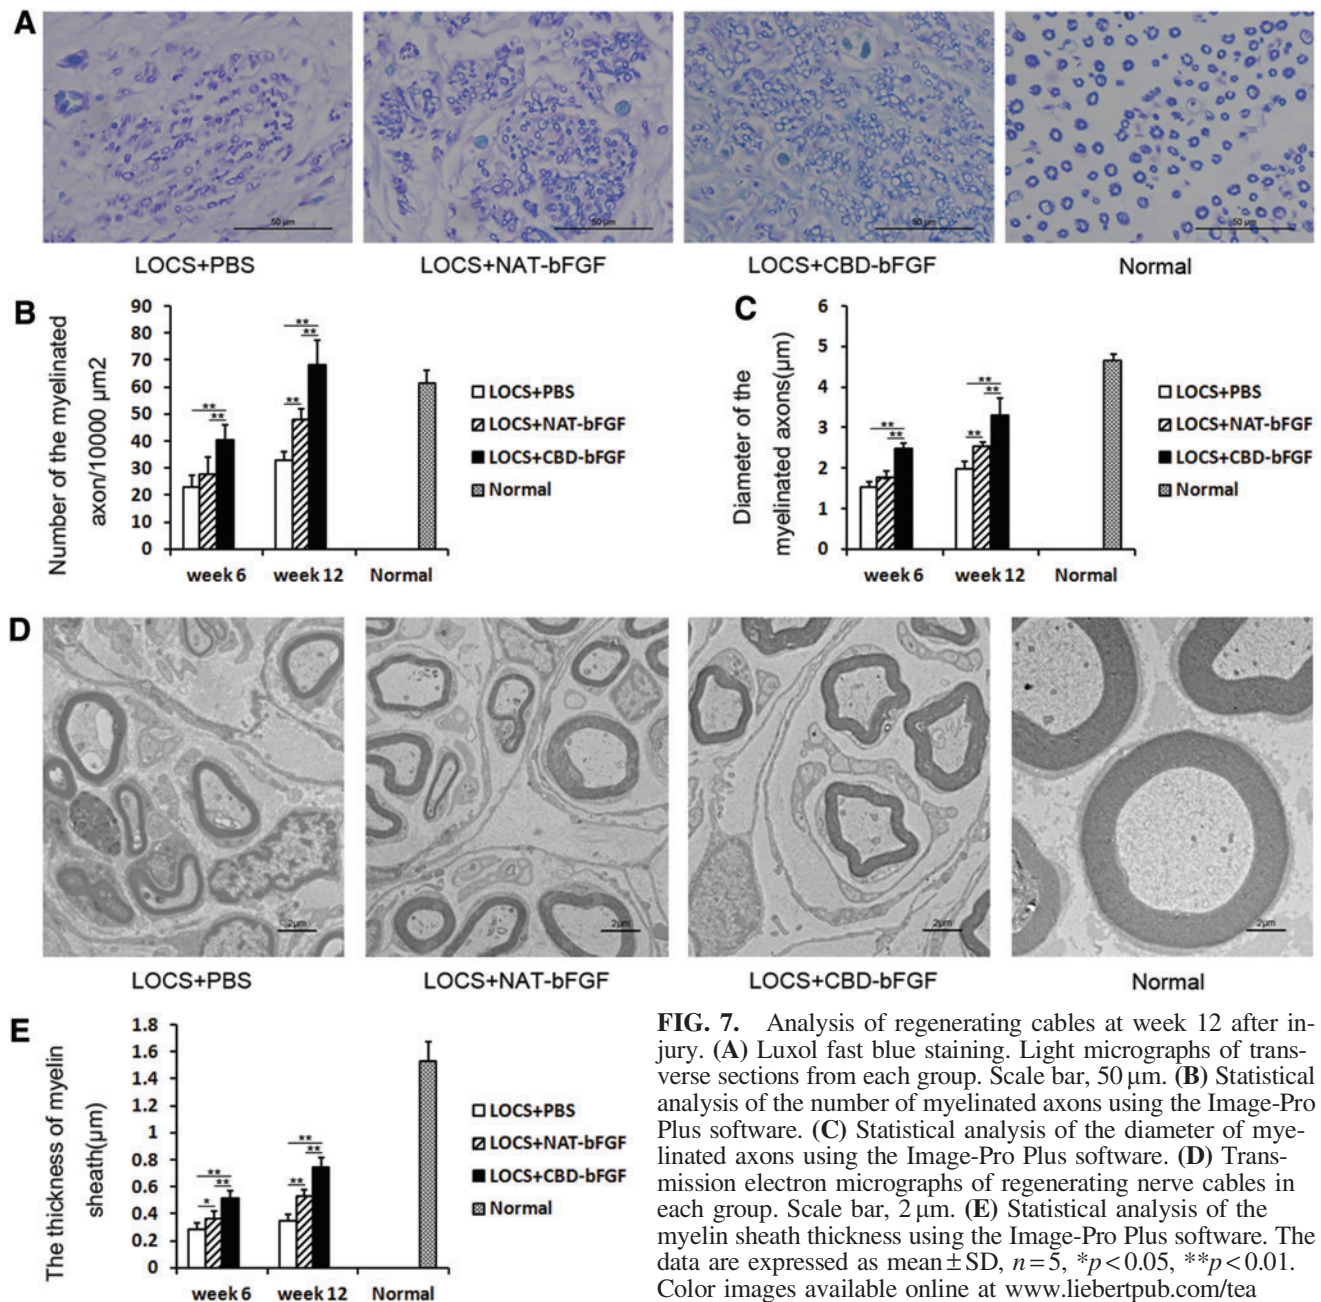 A
50 µm
50 µm
50 µm
50 µm
LOCS+PBS
LOCS+NAT-bFGF
LOCS+CBD-bFGF
Normal
B
Number of the myelinated
axon/10000 µm2
90
80
70
60
50
40
30
20
10
0
**
**
**
**
**
week 6
week 12
Normal
LOCS+PBS
LOCS+NAT-bFGF
LOCS+CBD-bFGF
Normal
C
Diameter of the
myelinated axons(µm)
6
5
4
3
2
1
0
**
**
**
**
**
week 6
week 12
Normal
LOCS+PBS
LOCS+NAT-bFGF
LOCS+CBD-bFGF
Normal
D
2µm
2µm
2µm
2µm
LOCS+PBS
LOCS+NAT-bFGF
LOCS+CBD-bFGF
Normal
E
The thickness of myelin
sheath(µm)
1.8
1.6
1.4
1.2
1
0.8
0.6
0.4
0.2
0
**
**
*
**
**
**
week 6
week 12
Normal
LOCS+PBS
LOCS+NAT-bFGF
LOCS+CBD-bFGF
Normal
FIG. 7. Analysis of regenerating cables at week 12 after in-
jury. (A) Luxol fast blue staining. Light micrographs of trans-
verse sections from each group. Scale bar, 50 µm. (B) Statistical
analysis of the number of myelinated axons using the Image-Pro
Plus software. (C) Statistical analysis of the diameter of mye-
linated axons using the Image-Pro Plus software. (D) Trans-
mission electron micrographs of regenerating nerve cables in
each group. Scale bar, 2 µm. (E) Statistical analysis of the
myelin sheath thickness using the Image-Pro Plus software. The
data are expressed as mean ± SD, n = 5, *p < 0.05, **p < 0.01.
Color images available online at www.liebertpub.com/tea